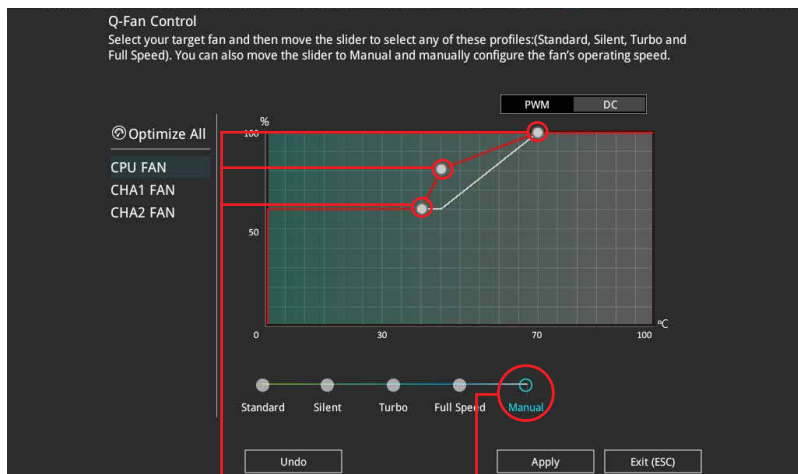 Q-Fan Control
Select your target fan and then move the slider to select any of these profiles:(Standard, Silent, Turbo and
Full Speed). You can also move the slider to Manual and manually configure the fan's operating speed.
PWM DC
%
Optimize All
100
CPU FAN
CHA1 FAN
CHA2 FAN
50
°C
0 30 70 100
Standard Silent Turbo Full Speed Manual
Undo Apply Exit (ESC)